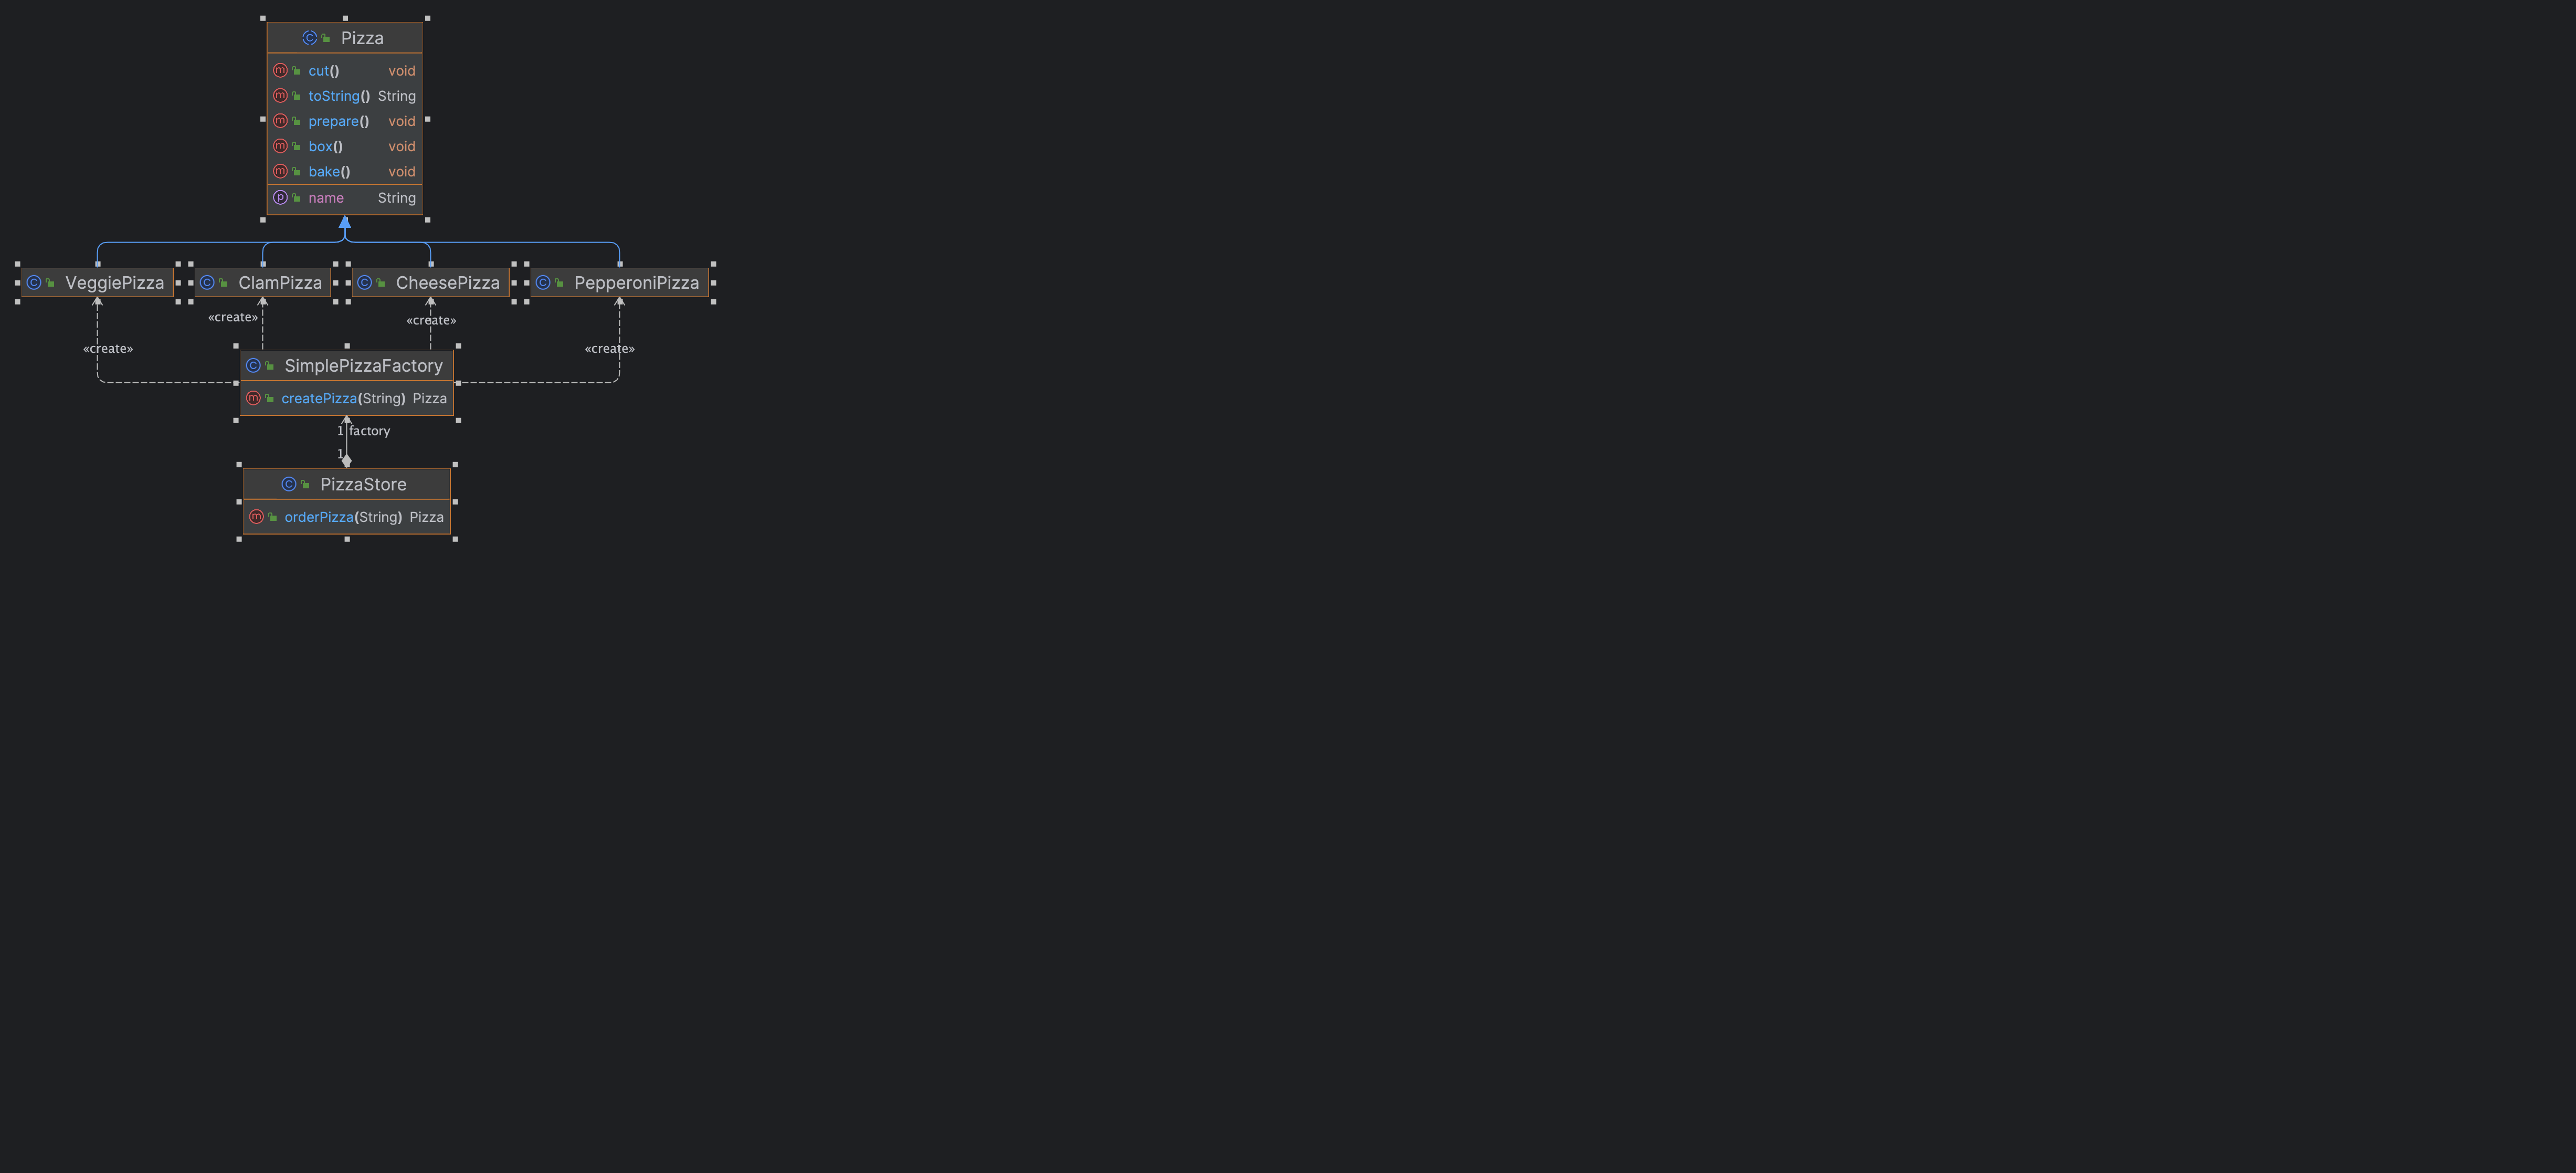 Pizza
cut() void
toString() String
prepare() void
box() void
bake() void
name String
VeggiePizza ClamPizza CheesePizza PepperoniPizza
«create» «create»
«create» «create»
SimplePizzaFactory
createPizza(String) Pizza
1 factory
1
PizzaStore
orderPizza(String) Pizza